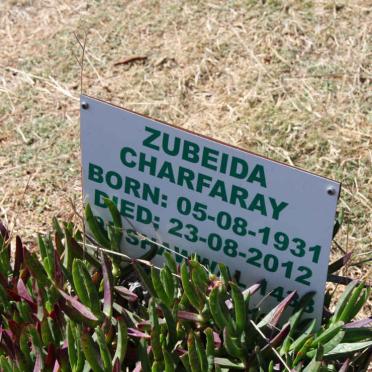 ZUBEIDA
CHARFARAY
BORN: 05-08-1931
DIED: 23-08-2012